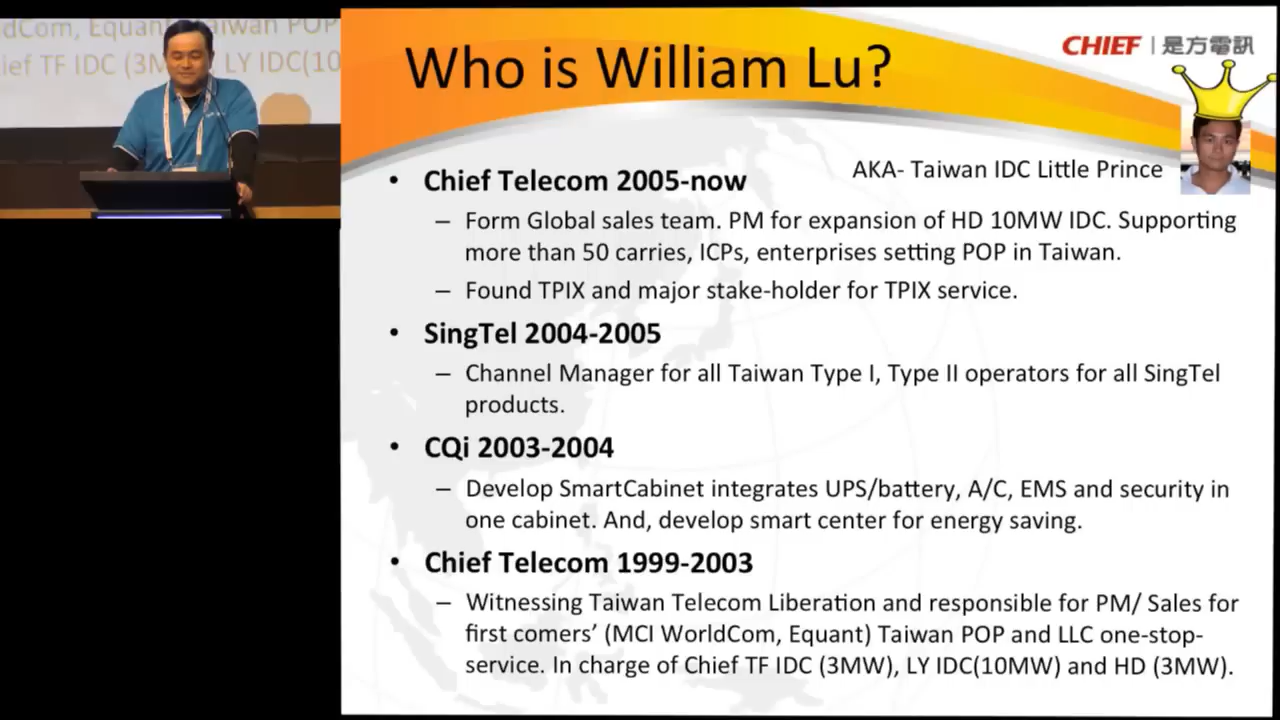 dCom, Equant) Taiwan POP
ief TF IDC (3M LY IDC(10
Who is William Lu?
CHIEF | 是方電訊
AKA- Taiwan IDC Little Prince
• Chief Telecom 2005-now
– Form Global sales team. PM for expansion of HD 10MW IDC. Supporting
more than 50 carries, ICPs, enterprises setting POP in Taiwan.
– Found TPIX and major stake-holder for TPIX service.
• SingTel 2004-2005
– Channel Manager for all Taiwan Type I, Type II operators for all SingTel
products.
• CQi 2003-2004
– Develop SmartCabinet integrates UPS/battery, A/C, EMS and security in
one cabinet. And, develop smart center for energy saving.
• Chief Telecom 1999-2003
– Witnessing Taiwan Telecom Liberation and responsible for PM/ Sales for
first comers’ (MCI WorldCom, Equant) Taiwan POP and LLC one-stop-
service. In charge of Chief TF IDC (3MW), LY IDC(10MW) and HD (3MW).